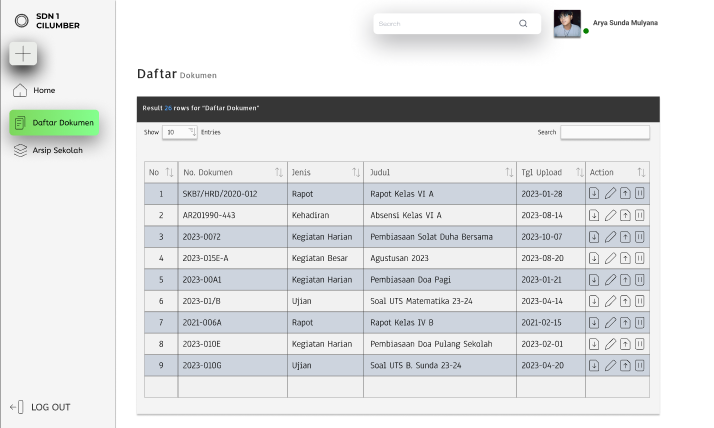 SDN 1
CILUMBER
Search
Arya Sunda Mulyana
Home
Daftar Dokumen
Arsip Sekolah
LOG OUT
Daftar Dokumen
Result 26 rows for "Daftar Dokumen"
Show 10 Entries Search
No No. Dokumen Jenis Judul Tgl Upload Action
1 SKB7/HRD/2020-012 Rapot Rapot Kelas VI A 2023-01-28
2 AR201990-443 Kehadiran Absensi Kelas VI A 2023-08-14
3 2023-0072 Kegiatan Harian Pembiasaan Solat Duha Bersama 2023-10-07
4 2023-015E-A Kegiatan Besar Agustusan 2023 2023-08-20
5 2023-00A1 Kegiatan Harian Pembiasaan Doa Pagi 2023-01-21
6 2023-01/B Ujian Soal UTS Matematika 23-24 2023-04-14
7 2021-006A Rapot Rapot Kelas IV B 2021-02-15
8 2023-010E Kegiatan Harian Pembiasaan Doa Pulang Sekolah 2023-02-01
9 2023-010G Ujian Soal UTS B. Sunda 23-24 2023-04-20